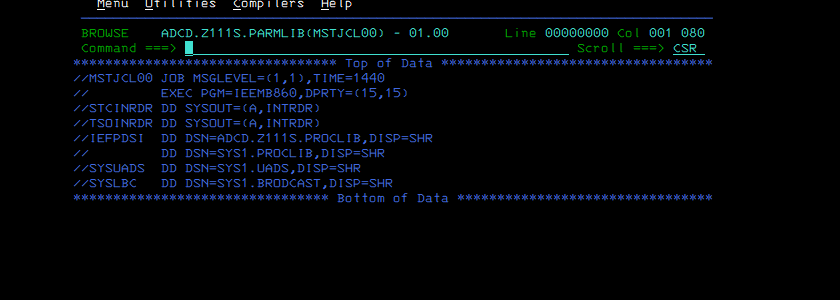 Menu  Utilities  Compilers  Help
BROWSE    ADCD.Z111S.PARMLIB(MSTJCL00) - 01.00       Line 00000000 Col 001 080
Command ===>                                                  Scroll ===> CSR
********************************* Top of Data **********************************
//MSTJCL00 JOB MSGLEVEL=(1,1),TIME=1440
//         EXEC PGM=IEEMB860,DPRTY=(15,15)
//STCINRDR DD SYSOUT=(A,INTRDR)
//TSOINRDR DD SYSOUT=(A,INTRDR)
//IEFPDSI  DD DSN=ADCD.Z111S.PROCLIB,DISP=SHR
//         DD DSN=SYS1.PROCLIB,DISP=SHR
//SYSUADS  DD DSN=SYS1.UADS,DISP=SHR
//SYSLBC   DD DSN=SYS1.BRODCAST,DISP=SHR
******************************** Bottom of Data ********************************